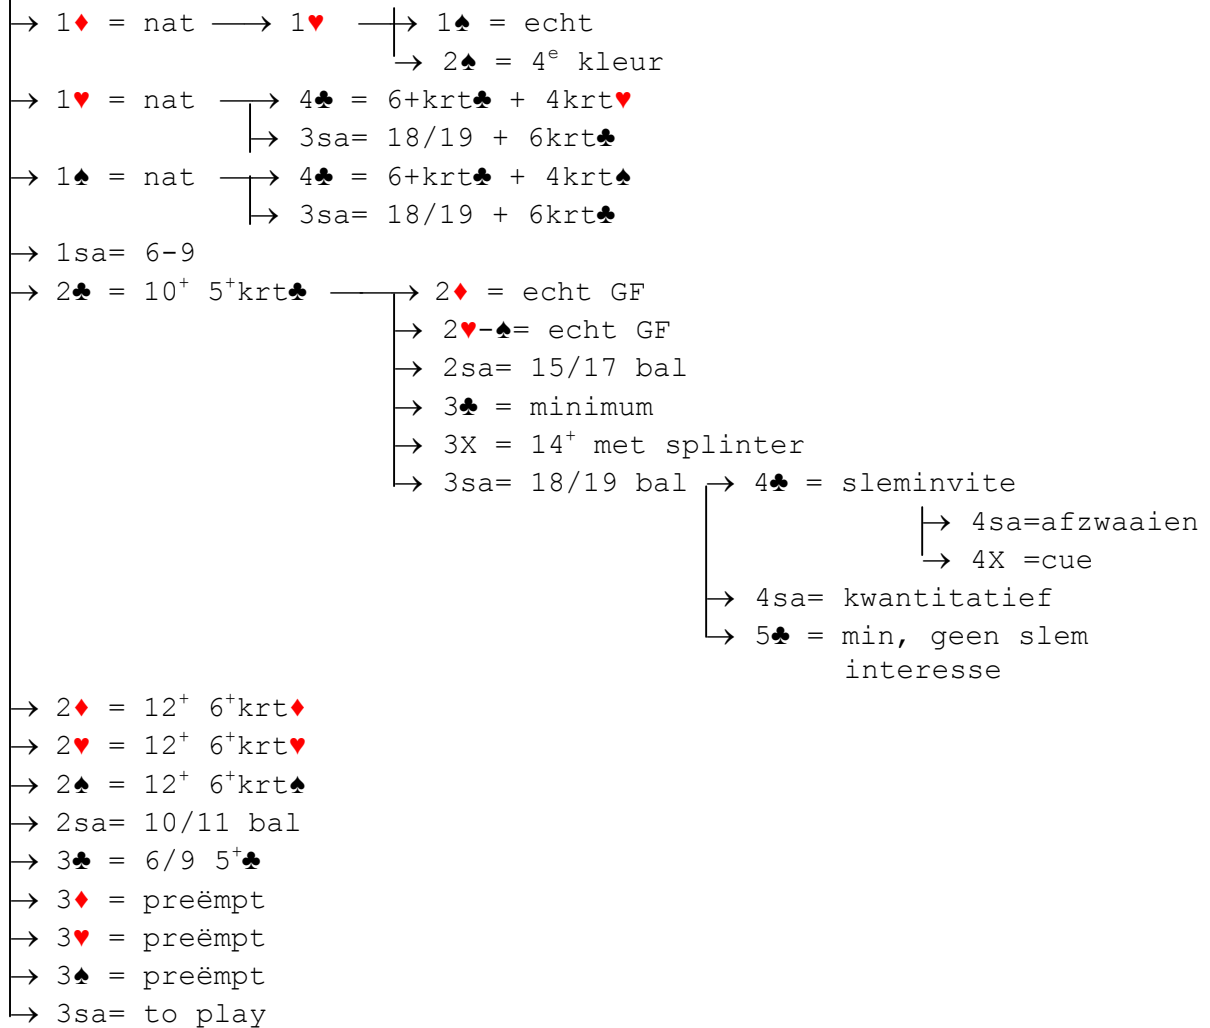 → 1♦ = nat → 1♥ → 1♠ = echt
→ 2♠ = 4ᵉ kleur
→ 1♥ = nat → 4♣ = 6+krt♣ + 4krt♥
→ 3sa= 18/19 + 6krt♣
→ 1♠ = nat → 4♣ = 6+krt♣ + 4krt♠
→ 3sa= 18/19 + 6krt♣
→ 1sa= 6-9
→ 2♣ = 10⁺ 5⁺krt♣ → 2♦ = echt GF
→ 2♥-♠= echt GF
→ 2sa= 15/17 bal
→ 3♣ = minimum
→ 3X = 14⁺ met splinter
→ 3sa= 18/19 bal → 4♣ = sleminvite
→ 4sa=afzwaaien
→ 4X =cue
→ 4sa= kwantitatief
→ 5♣ = min, geen slem
interesse
→ 2♦ = 12⁺ 6⁺krt♦
→ 2♥ = 12⁺ 6⁺krt♥
→ 2♠ = 12⁺ 6⁺krt♠
→ 2sa= 10/11 bal
→ 3♣ = 6/9 5⁺♣
→ 3♦ = preëmpt
→ 3♥ = preëmpt
→ 3♠ = preëmpt
→ 3sa= to play